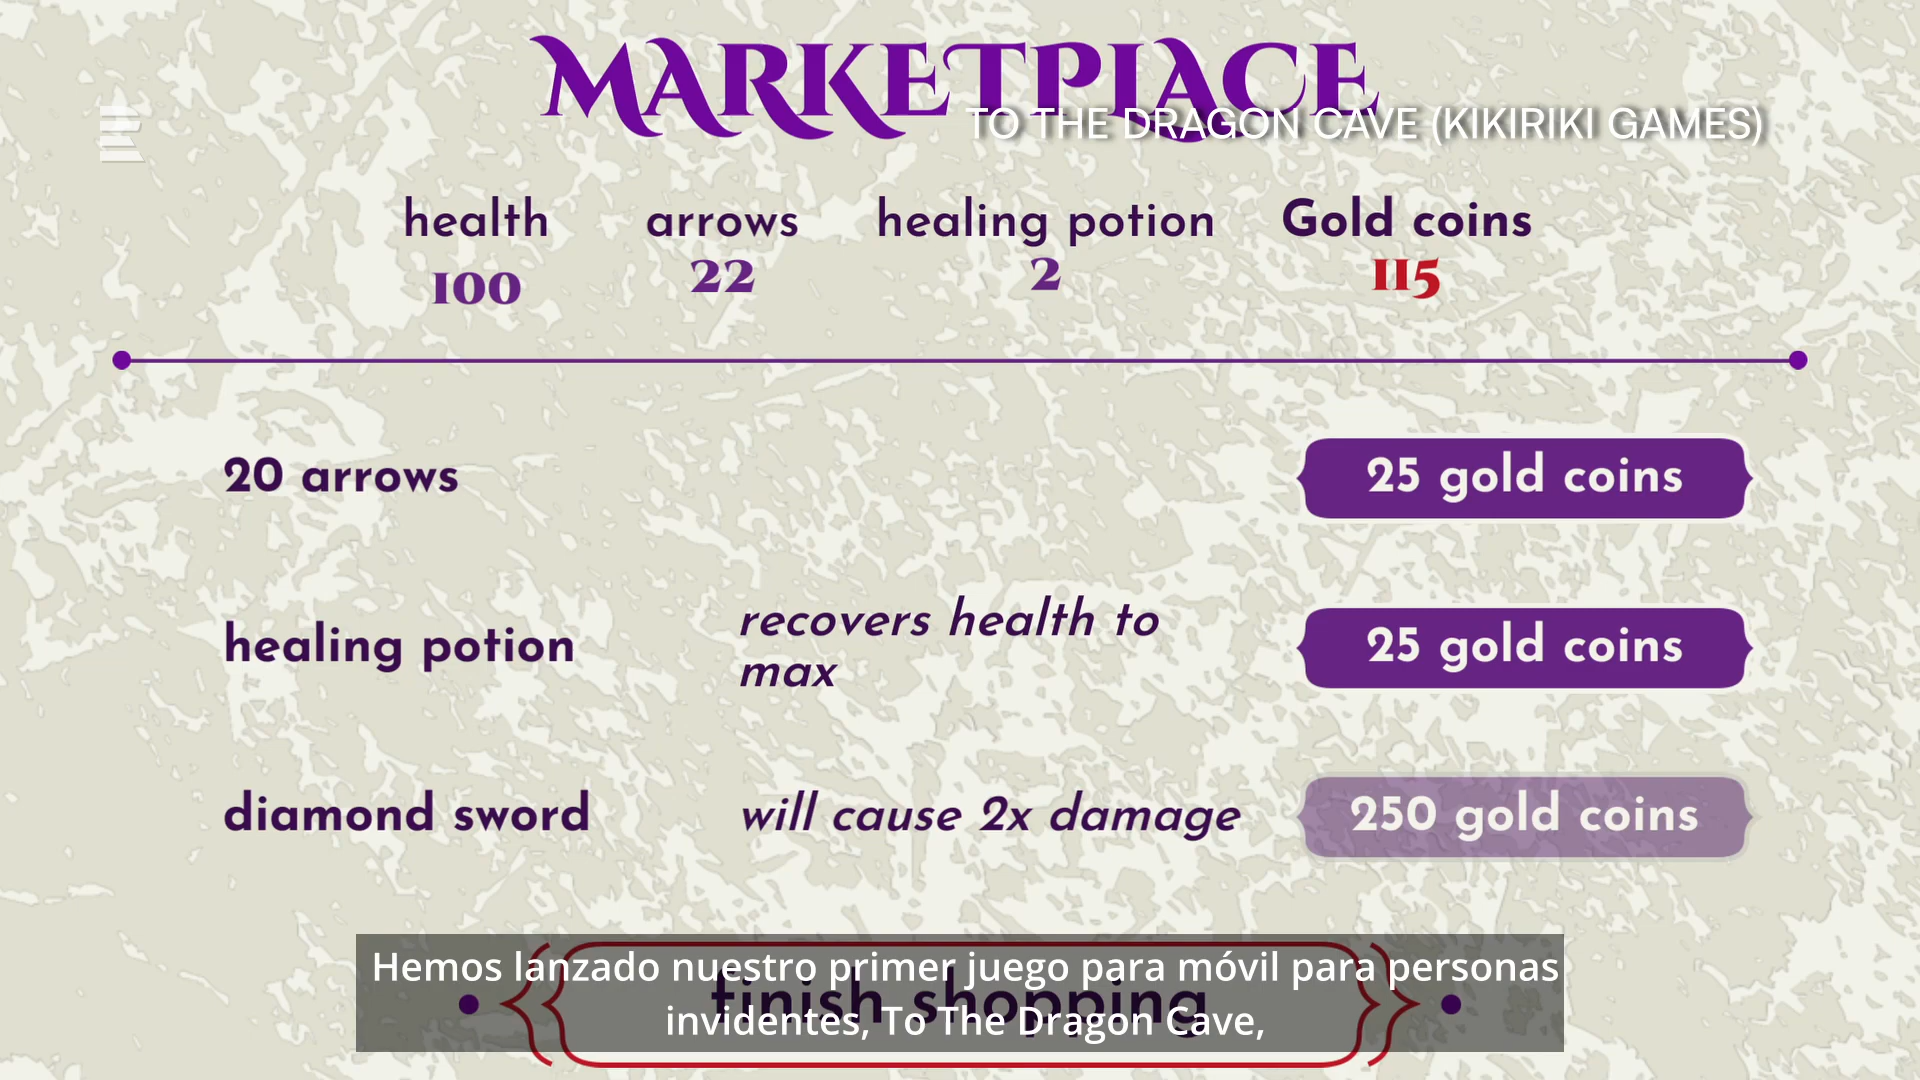 MARKETPLACE
TO THE DRAGON CAVE (KIKIRIKI GAMES)
health arrows healing potion Gold coins
100 22 2 115
20 arrows 25 gold coins
healing potion recovers health to max 25 gold coins
diamond sword will cause 2x damage 250 gold coins
finish shopping
Hemos lanzado nuestro primer juego para móvil para personas
invidentes, To The Dragon Cave,